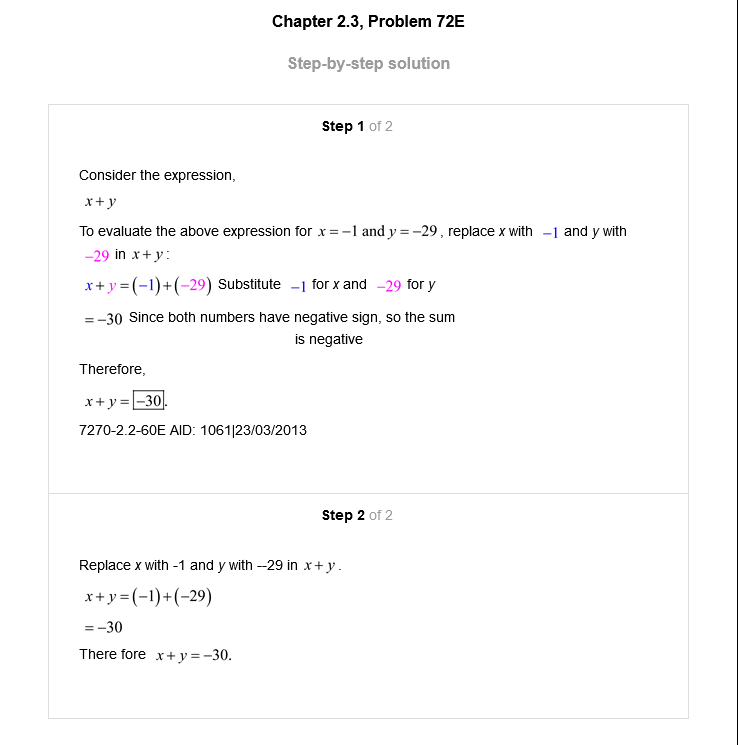 Chapter 2.3, Problem 72E
Step-by-step solution
Step 1 of 2
Consider the expression,
x + y
To evaluate the above expression for x = −1 and y = −29 , replace x with −1 and y with
−29 in x + y :
x + y = (−1)+(−29) Substitute −1 for x and −29 for y
= −30 Since both numbers have negative sign, so the sum
is negative
Therefore,
x + y = −30.
7270-2.2-60E AID: 1061|23/03/2013
Step 2 of 2
Replace x with -1 and y with --29 in x + y .
x + y = (−1)+(−29)
= −30
There fore x + y = −30.